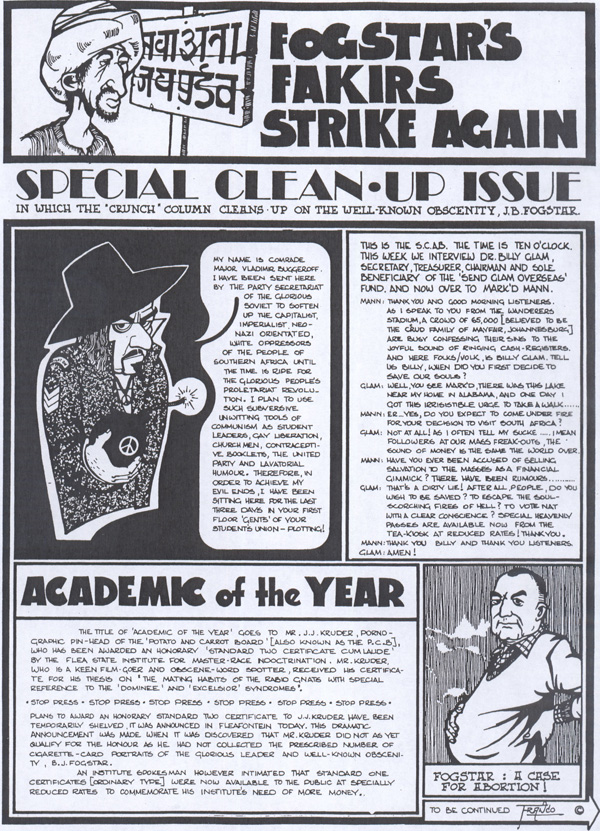 नवा अना
FOGSTAR'S
FAKIRS
STRIKE AGAIN
SPECIAL CLEAN·UP ISSUE
IN WHICH THE "CRUNCH" COLUMN CLEANS·UP ON THE WELL-KNOWN OBSCENITY, J.B. FOGSTAR.
MY NAME IS COMRADE
MAJOR VLADIMIR BUGGEROFF.
I HAVE BEEN SENT HERE
BY THE PARTY SECRETARIAT
OF THE GLORIOUS
SOVIET TO SOFTEN
UP THE CAPITALIST,
IMPERIALIST, NEO-
NAZI ORIENTATED,
WHITE OPPRESSORS
OF THE PEOPLE OF
SOUTHERN AFRICA UNTIL
THE TIME IS RIPE FOR
THE GLORIOUS PEOPLE'S
PROLETARIAT REVOLU-
TION. I PLAN TO USE
SUCH SUBVERSIVE
UNWITTING TOOLS OF
COMMUNISM AS STUDENT
LEADERS, GAY LIBERATION,
CHURCH MEN, CONTRACEPT-
IVE BOOKLETS, THE UNITED
PARTY AND LAVATORIAL
HUMOUR. THEREFORE, IN
ORDER TO ACHIEVE MY
EVIL ENDS, I HAVE BEEN
SITTING HERE FOR THE LAST
THREE DAYS IN YOUR FIRST
FLOOR 'GENTS' OF YOUR
STUDENTS UNION - PLOTTING!
THIS IS THE S.C.A.B. THE TIME IS TEN O'CLOCK.
THIS WEEK WE INTERVIEW DR. BILLY GLAM,
SECRETARY, TREASURER, CHAIRMAN AND SOLE
BENEFICIARY OF THE 'SEND GLAM OVERSEAS'
FUND. AND NOW OVER TO MARK'D MANN.
MANN: THANK YOU AND GOOD MORNING LISTENERS.
AS I SPEAK TO YOU FROM THE WANDERERS
STADIUM, A CROWD OF 65,000 [BELIEVED TO BE
THE FAMILY OF MAYFAIR, JOHANNESBURG]
ARE BUSY CONFESSING THEIR SINS TO THE
JOYFUL SOUND OF RINGING CASH-REGISTERS.
AND HERE FOLKS/VOLK, IS BILLY GLAM. TELL
US BILLY, WHEN DID YOU FIRST DECIDE TO
SAVE OUR SOULS?
GLAM: WELL, YOU SEE MARK'D, THERE WAS THIS LAKE
NEAR MY HOME IN ALABAMA, AND ONE DAY I
GOT THIS IRRISISTIBLE URGE TO TAKE A WALK.....
MANN: ER...YES, DO YOU EXPECT TO COME UNDER FIRE
FOR YOUR DECISION TO VISIT SOUTH AFRICA!
GLAM: NOT AT ALL! AS I OFTEN TELL MY SUCKE ..., I MEAN
FOLLOWERS AT OUR MASS FREAK-OUTS, THE
SOUND OF MONEY IS THE SAME THE WORLD OVER.
MANN: HAVE YOU EVER BEEN ACCUSED OF SELLING
SALVATION TO THE MASSES AS A FINANCIAL
GIMMICK? THERE HAVE BEEN RUMOURS..........
GLAM: THAT'S A DIRTY LIE! AFTER ALL, PEOPLE, DO YOU
WISH TO BE SAVED? TO ESCAPE THE SOUL-
SCORCHING FIRES OF HELL? TO VOTE NAT
WITH A CLEAR CONSCIENCE? SPECIAL HEAVENLY
PASSES ARE AVAILABLE NOW FROM THE
TEA-KIOSK AT REDUCED RATES! THANK YOU.
MANN: THANK YOU BILLY AND THANK YOU LISTENERS.
GLAM: AMEN!
ACADEMIC of the YEAR
THE TITLE OF 'ACADEMIC OF THE YEAR' GOES TO MR. J.J. KRUDER, PORNO-
GRAPHIC PIN-HEAD OF THE 'POTATO AND CARROT BOARD' [ALSO KNOWN AS THE P.C.B],
WHO HAS BEEN AWARDED AN HONORARY 'STANDARD TWO CERTIFICATE CUM LAUDE'
BY THE FLEA STATE INSTITUTE FOR MASTER-RACE INDOCTRINATION. MR. KRUDER,
WHO IS A KEEN FILM-GOER AND OBSCENE-WORD SPOTTER, RECEIVED HIS CERTIFICA-
TE FOR HIS THESIS ON "THE MATING HABITS OF THE RABID GNATS WITH SPECIAL
REFERENCE TO THE 'DOMINEE' AND 'EXCELSIOR' SYNDROMES".
• STOP PRESS • STOP PRESS • STOP PRESS • STOP PRESS • STOP PRESS • STOP PRESS •
PLANS TO AWARD AN HONORARY STANDARD TWO CERTIFICATE TO J.J. KRUDER HAVE BEEN
TEMPORARILY SHELVED, IT WAS ANNOUNCED IN FLEAFONTEIN TODAY. THIS DRAMATIC
ANNOUNCEMENT WAS MADE WHEN IT WAS DISCOVERED THAT MR. KRUDER DID NOT AS YET
QUALIFY FOR THE HONOUR AS HE HAD NOT COLLECTED THE PRESCRIBED NUMBER OF
CIGARETTE-CARD PORTRAITS OF THE GLORIOUS LEADER AND WELL-KNOWN OBSCENI-
TY, B.J. FOGSTAR.
AN INSTITUTE SPOKESMAN HOWEVER INTIMATED THAT STANDARD ONE
CERTIFICATES [ORDINARY TYPE] WERE NOW AVAILABLE TO THE PUBLIC AT SPECIALLY
REDUCED RATES TO COMMEMORATE HIS INSTITUTE'S NEED OF MORE MONEY.
FOGSTAR : A CASE
FOR ABORTION!
TO BE CONTINUED FRANCO ©